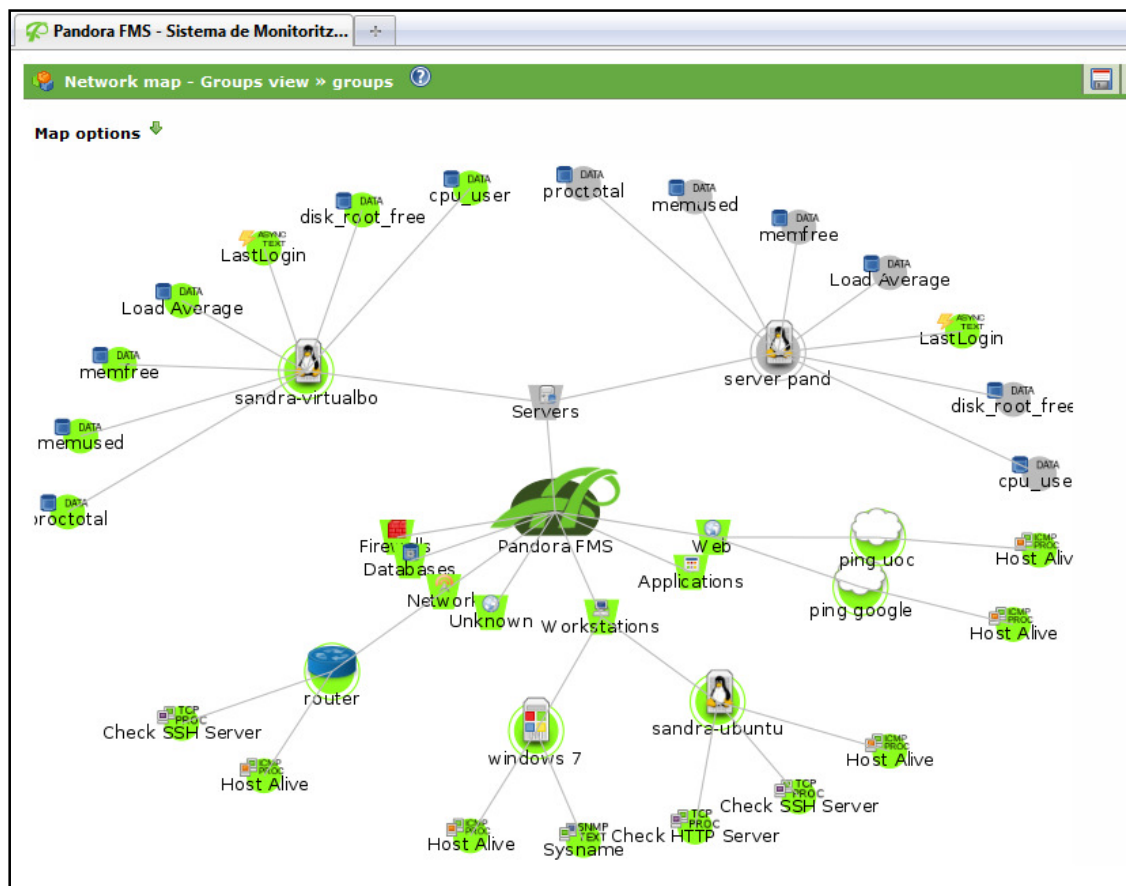 Pandora FMS - Sistema de Monitoritz...
Network map - Groups view » groups
Map options
DATA
cpu_user
DATA
proctotal
DATA
disk_root_free
DATA
memused
DATA
memfree
ASYNC
TEXT
LastLogin
DATA
Load Average
DATA
Load Average
ASYNC
TEXT
LastLogin
DATA
memfree
server pand
sandra-virtualbo
Servers
DATA
disk_root_free
DATA
memused
DATA
cpu_use
DATA
proctotal
Firewalls
Pandora FMS
Web
ping uoc
ICMP
PROC
Host Alive
Databases
Applications
Network
Unknown
Workstations
ping google
ICMP
PROC
Host Alive
router
TCP
PROC
Check SSH Server
sandra-ubuntu
ICMP
PROC
Host Alive
windows 7
ICMP
PROC
Host Alive
TCP
PROC
Check SSH Server
ICMP
PROC
Host Alive
SNMP
TEXT
Sysname
TCP
PROC
Check HTTP Server